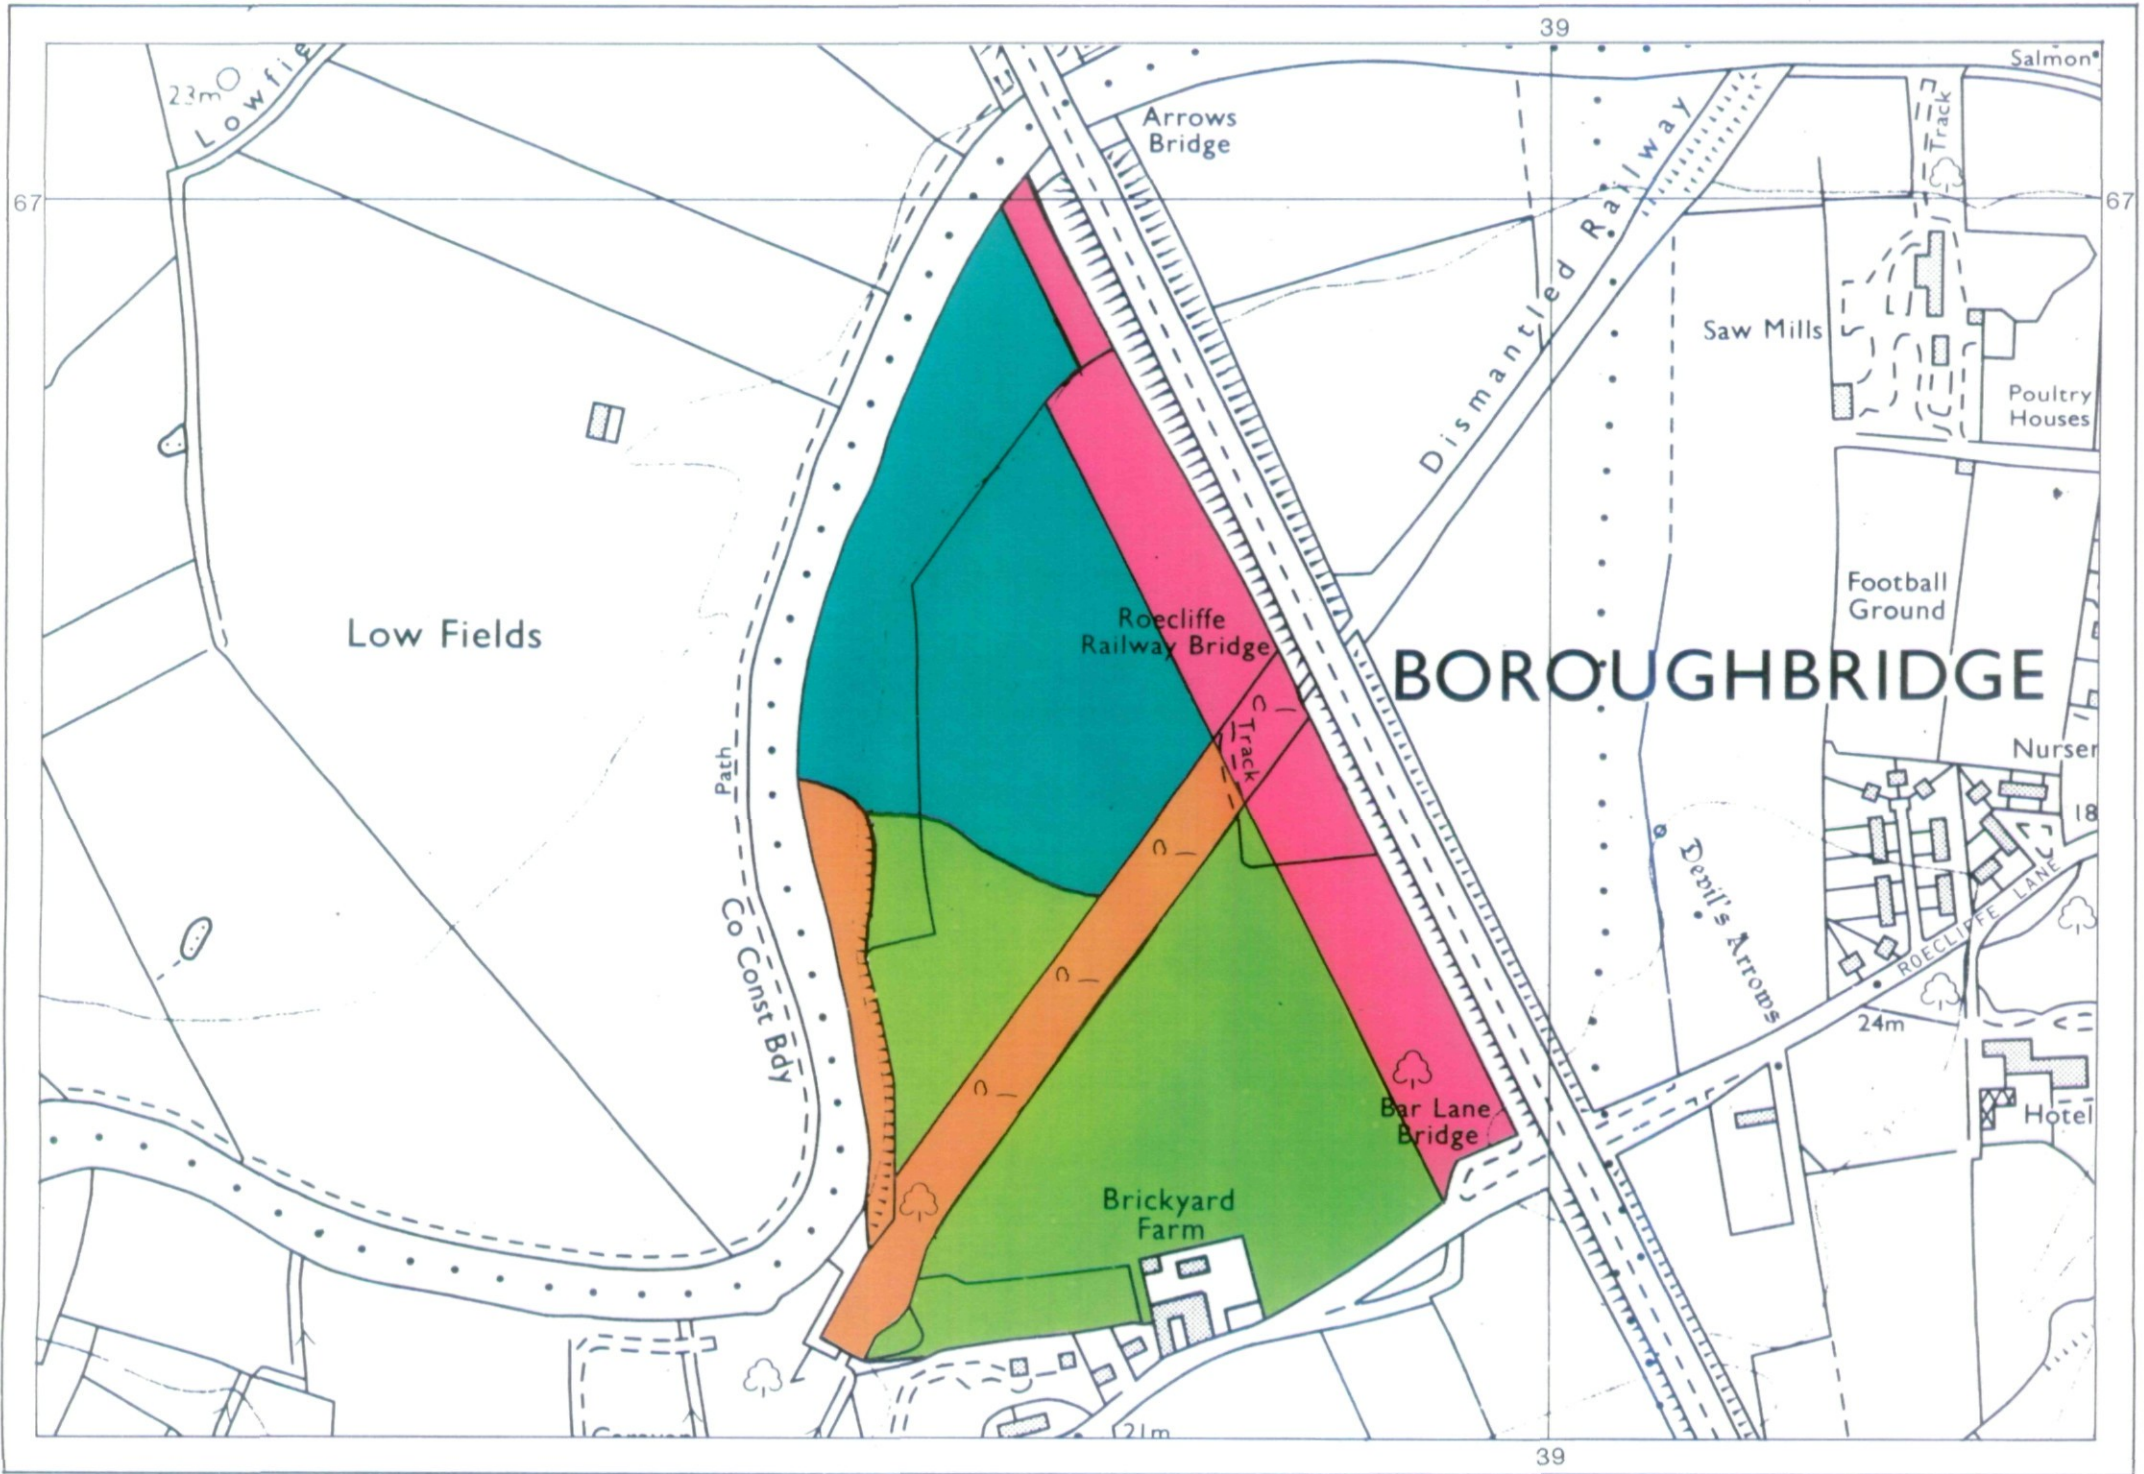 39
Salmon
23m
Lowfie
Arrows
Bridge
Track
67
67
Dismantled Railway
Saw Mills
Poultry
Houses
Football
Ground
Low Fields
Roecliffe
Railway Bridge
BOROUGHBRIDGE
Track
Nurser
Path
18
Devil's Arrows
ROECLIFFE LANE
Co Const Bdy
24m
Bar Lane
Bridge
Hotel
Brickyard
Farm
21m
39